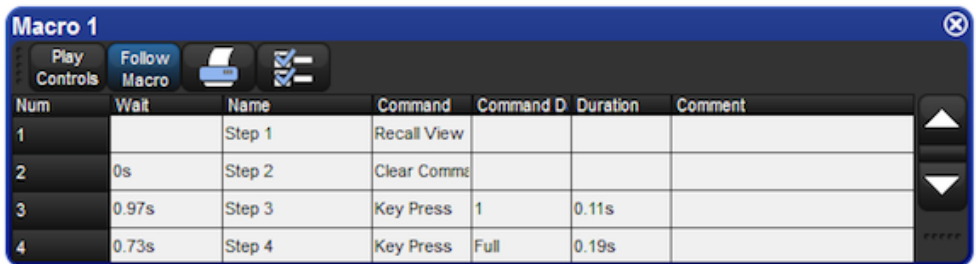 Macro 1
Play Controls Follow Macro
Num Wait Name Command Command D Duration Comment
1 Step 1 Recall View
2 0s Step 2 Clear Comma
3 0.97s Step 3 Key Press 1 0.11s
4 0.73s Step 4 Key Press Full 0.19s